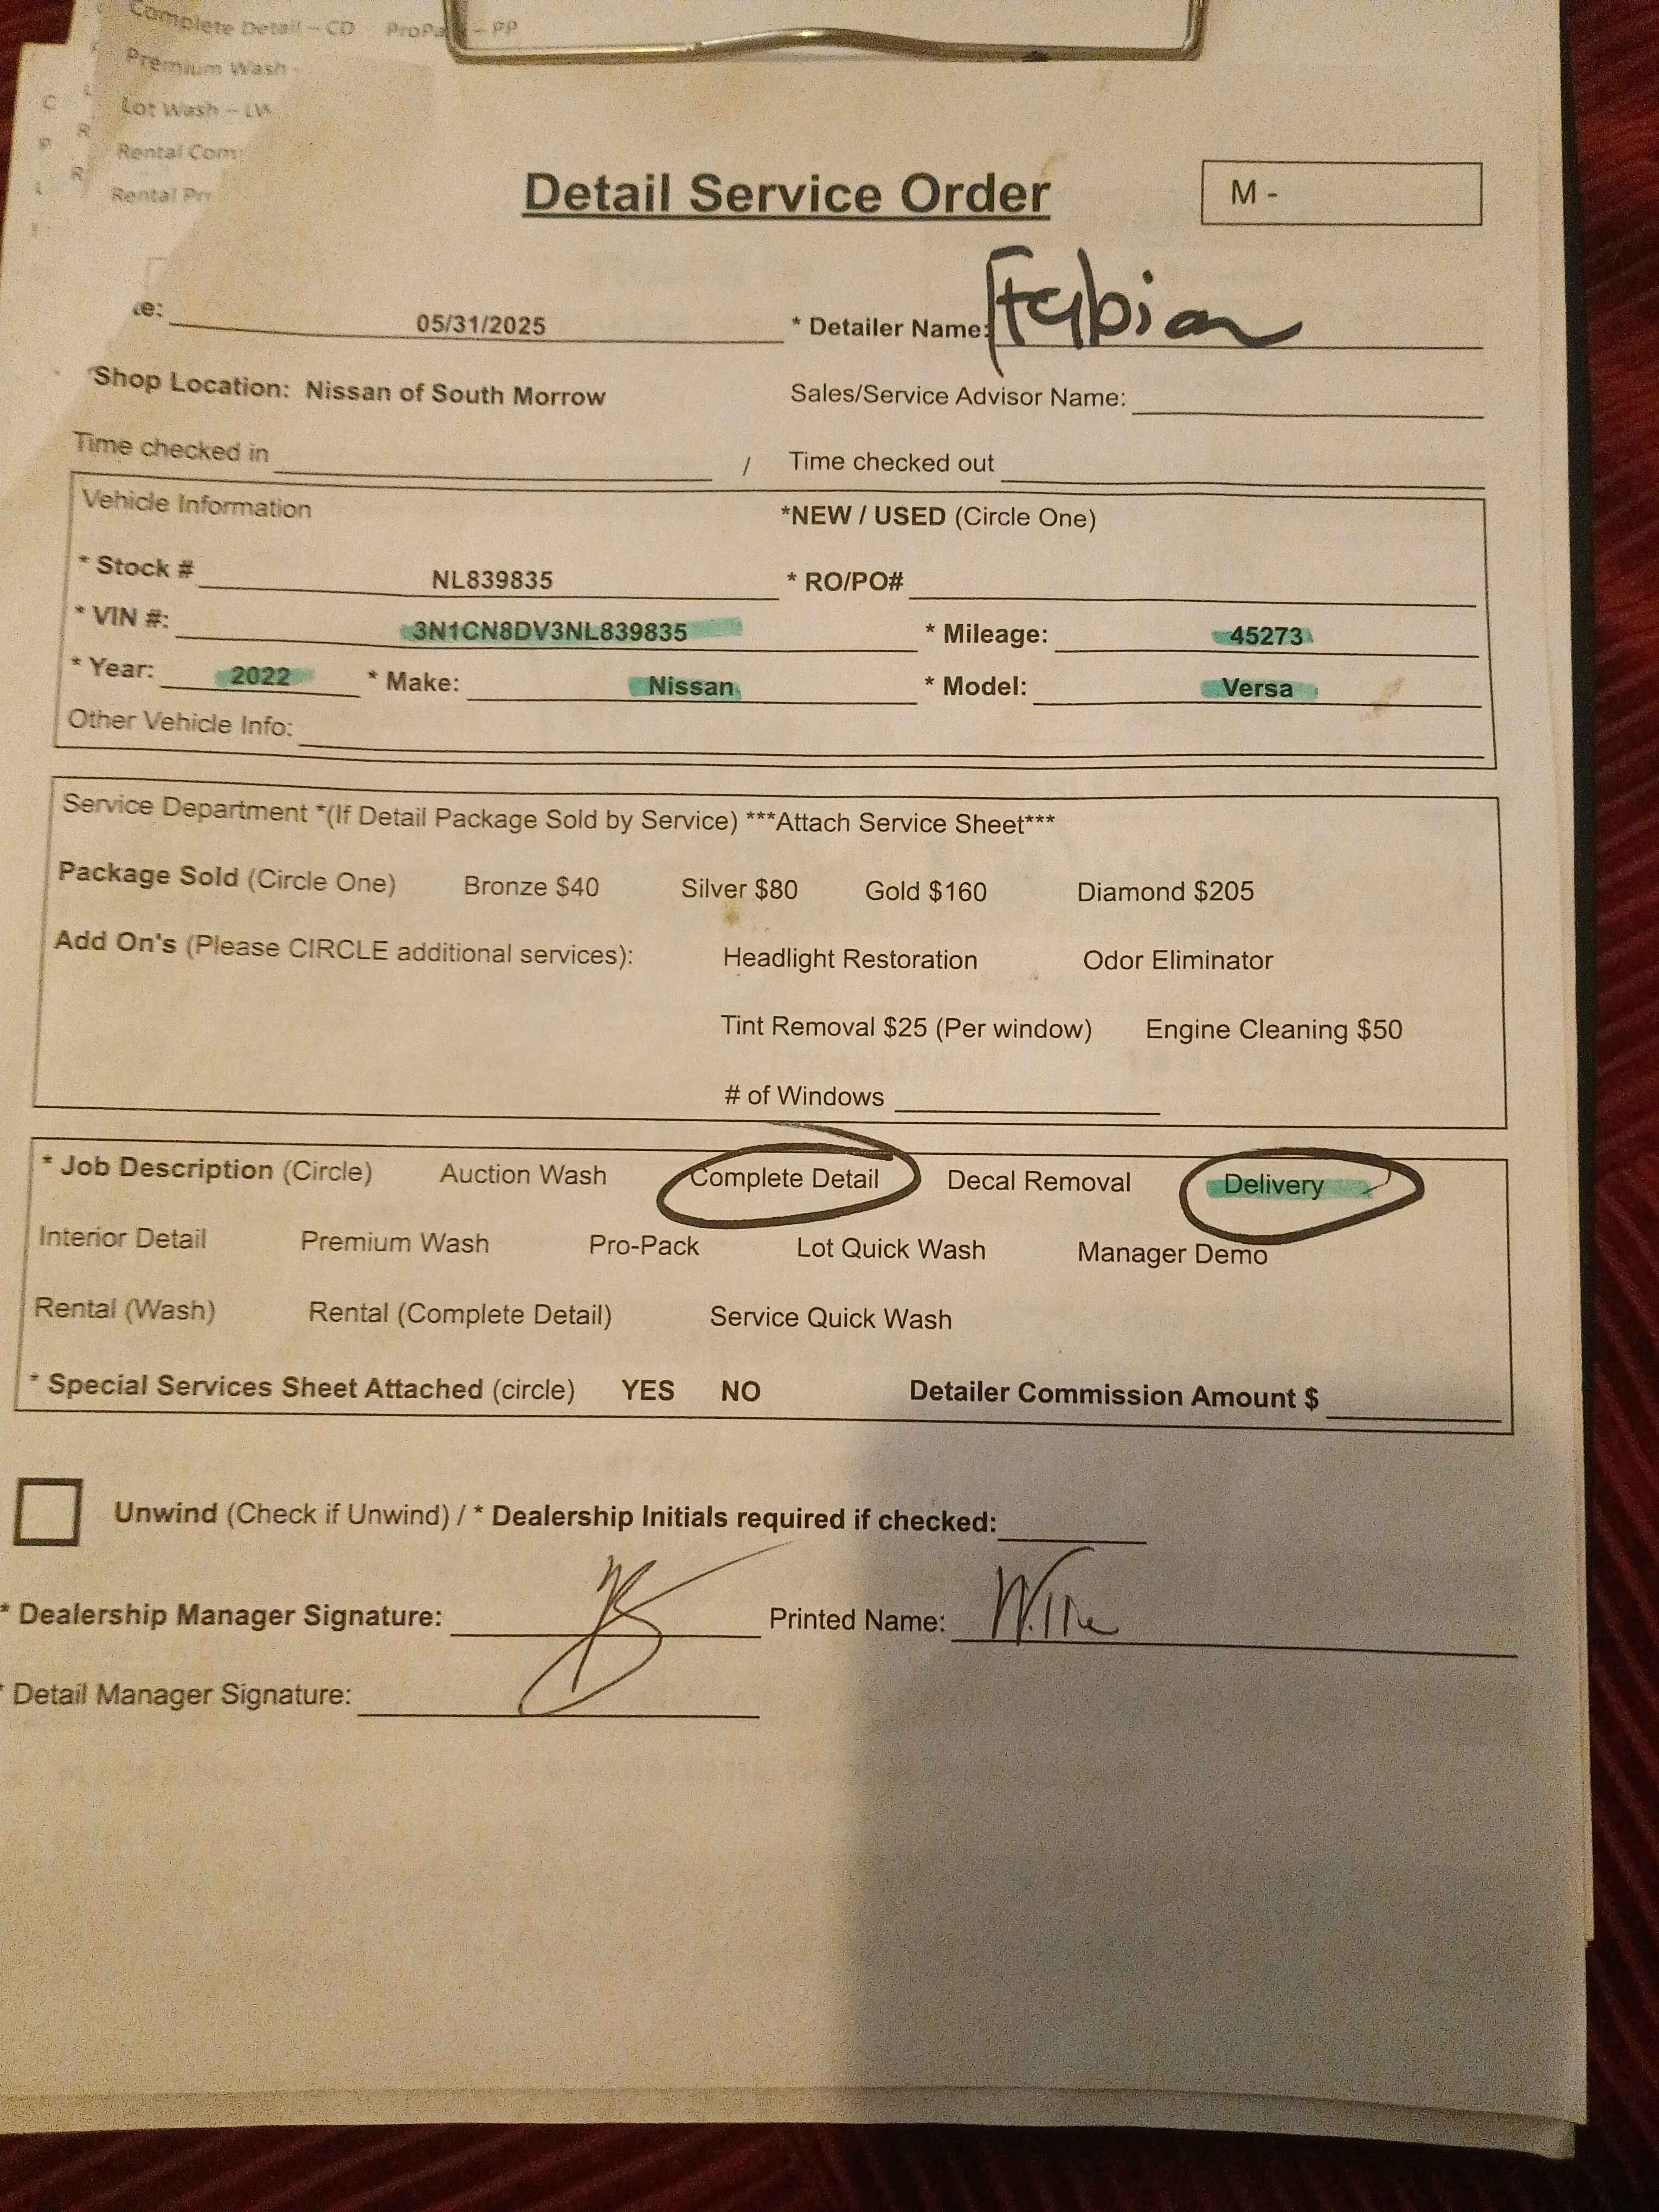 Complete Detail – CD ProPa – PP
Premium Wash -
Lot Wash – LW
Rental Com
Rental Pr
Detail Service Order
M -
te: 05/31/2025 * Detailer Name: Fabian
Shop Location: Nissan of South Morrow Sales/Service Advisor Name:
Time checked in / Time checked out
Vehicle Information *NEW / USED (Circle One)
* Stock # NL839835 * RO/PO#
* VIN #: 3N1CN8DV3NL839835 * Mileage: 45273
* Year: 2022 * Make: Nissan * Model: Versa
Other Vehicle Info:
Service Department *(If Detail Package Sold by Service) ***Attach Service Sheet***
Package Sold (Circle One) Bronze $40 Silver $80 Gold $160 Diamond $205
Add On's (Please CIRCLE additional services): Headlight Restoration Odor Eliminator
Tint Removal $25 (Per window) Engine Cleaning $50
# of Windows
* Job Description (Circle) Auction Wash Complete Detail Decal Removal Delivery
Interior Detail Premium Wash Pro-Pack Lot Quick Wash Manager Demo
Rental (Wash) Rental (Complete Detail) Service Quick Wash
* Special Services Sheet Attached (circle) YES NO Detailer Commission Amount $
Unwind (Check if Unwind) / * Dealership Initials required if checked:
* Dealership Manager Signature: Printed Name:
* Detail Manager Signature: